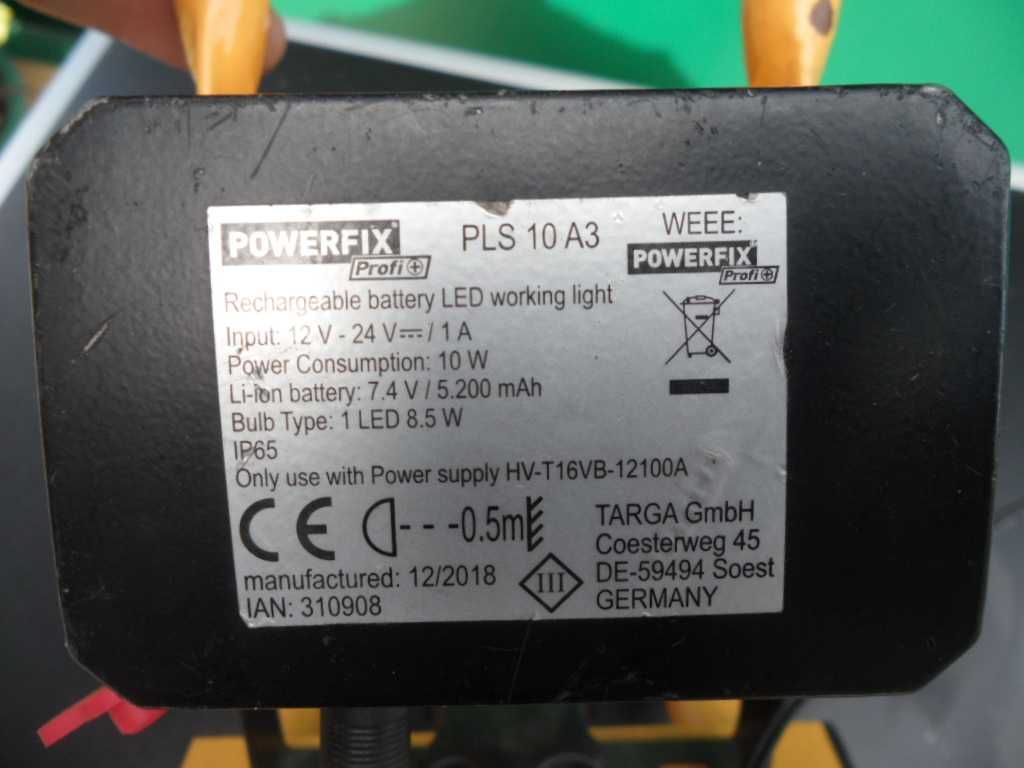 POWERFIX Profi+ PLS 10 A3
WEEE:
POWERFIX Profi+
Rechargeable battery LED working light
Input: 12 V - 24 V⎓ / 1 A
Power Consumption: 10 W
Li-ion battery: 7.4 V / 5.200 mAh
Bulb Type: 1 LED 8.5 W
IP65
Only use with Power supply HV-T16VB-12100A
CE
- - -0.5m
manufactured: 12/2018
IAN: 310908
III
TARGA GmbH
Coesterweg 45
DE-59494 Soest
GERMANY